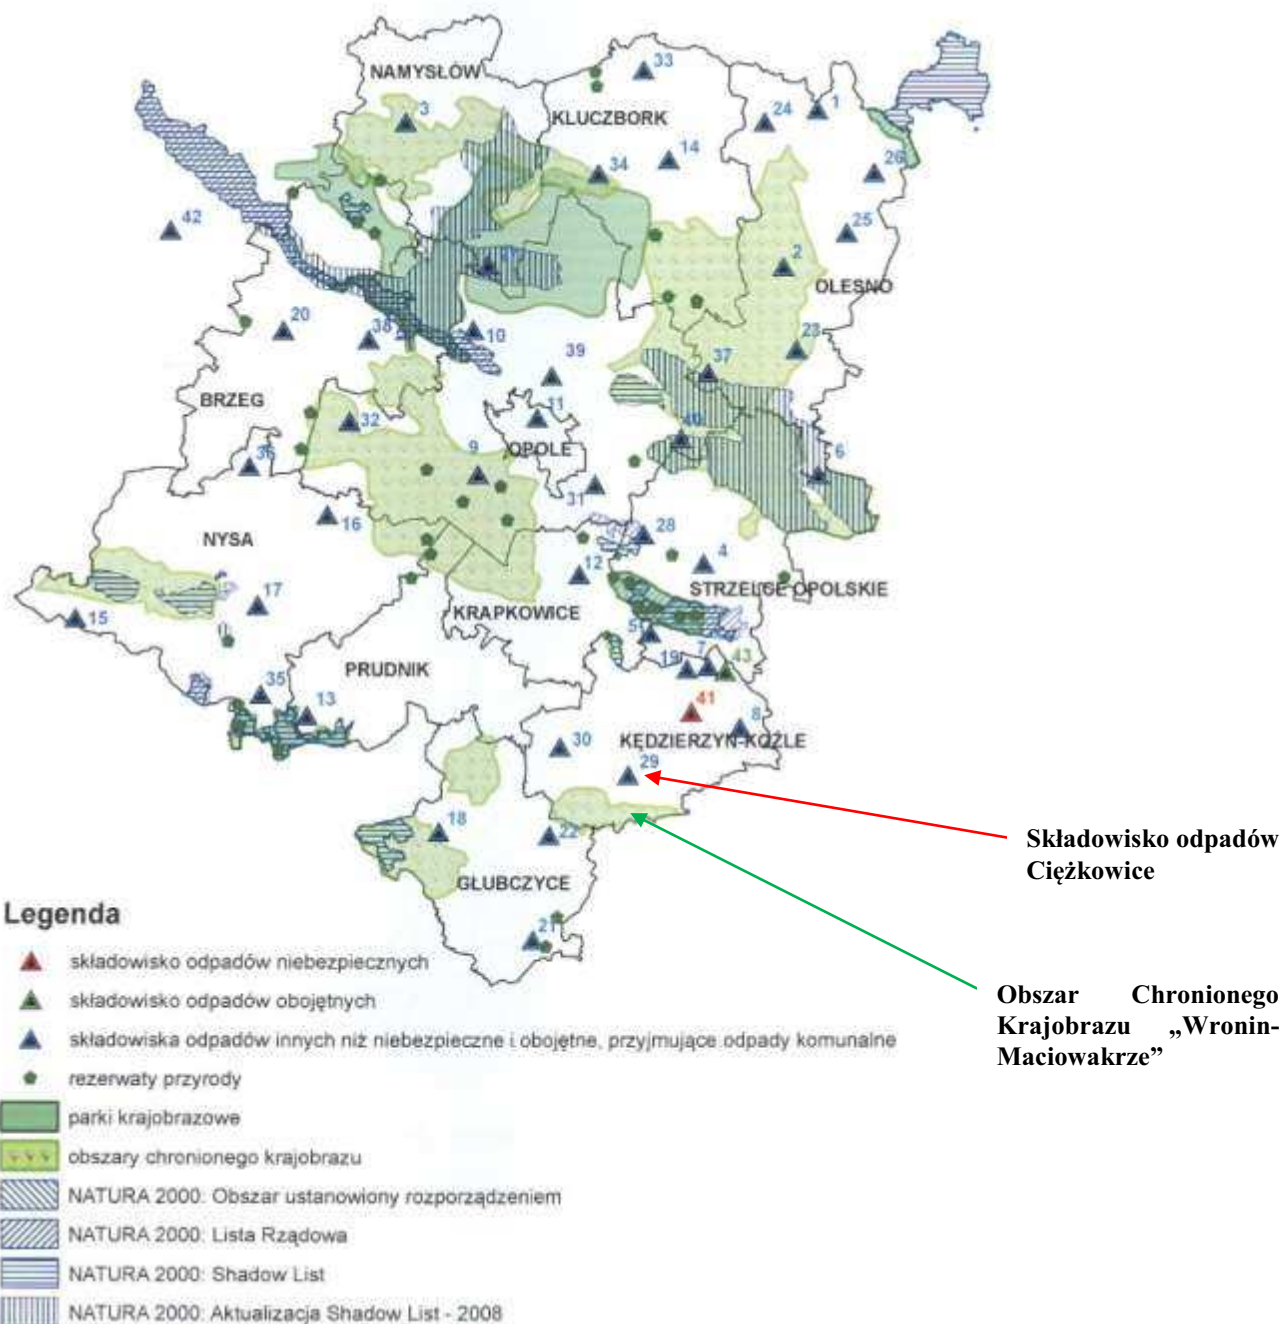 33
NAMYSŁÓW
3
24
1
KLUCZBORK
14
34
26
42
25
2
27
OLESNO
20
38
10
23
39
37
BRZEG
32
11
40
OPOLE
9
6
36
31
16
28
NYSA
4
12
STRZELCE OPOLSKIE
17
KRAPKOWICE
15
5
7
19
43
PRUDNIK
35
13
41
8
KĘDZIERZYN-KOŹLE
30
29
18
22
Składowisko odpadów
Ciężkowice
GŁUBCZYCE
21
Obszar Chronionego
Krajobrazu „Wronin-
Maciowakrze”
Legenda
składowisko odpadów niebezpiecznych
składowisko odpadów obojętnych
składowiska odpadów innych niż niebezpieczne i obojętne, przyjmujące odpady komunalne
rezerwaty przyrody
parki krajobrazowe
obszary chronionego krajobrazu
NATURA 2000: Obszar ustanowiony rozporządzeniem
NATURA 2000: Lista Rządowa
NATURA 2000: Shadow List
NATURA 2000: Aktualizacja Shadow List - 2008